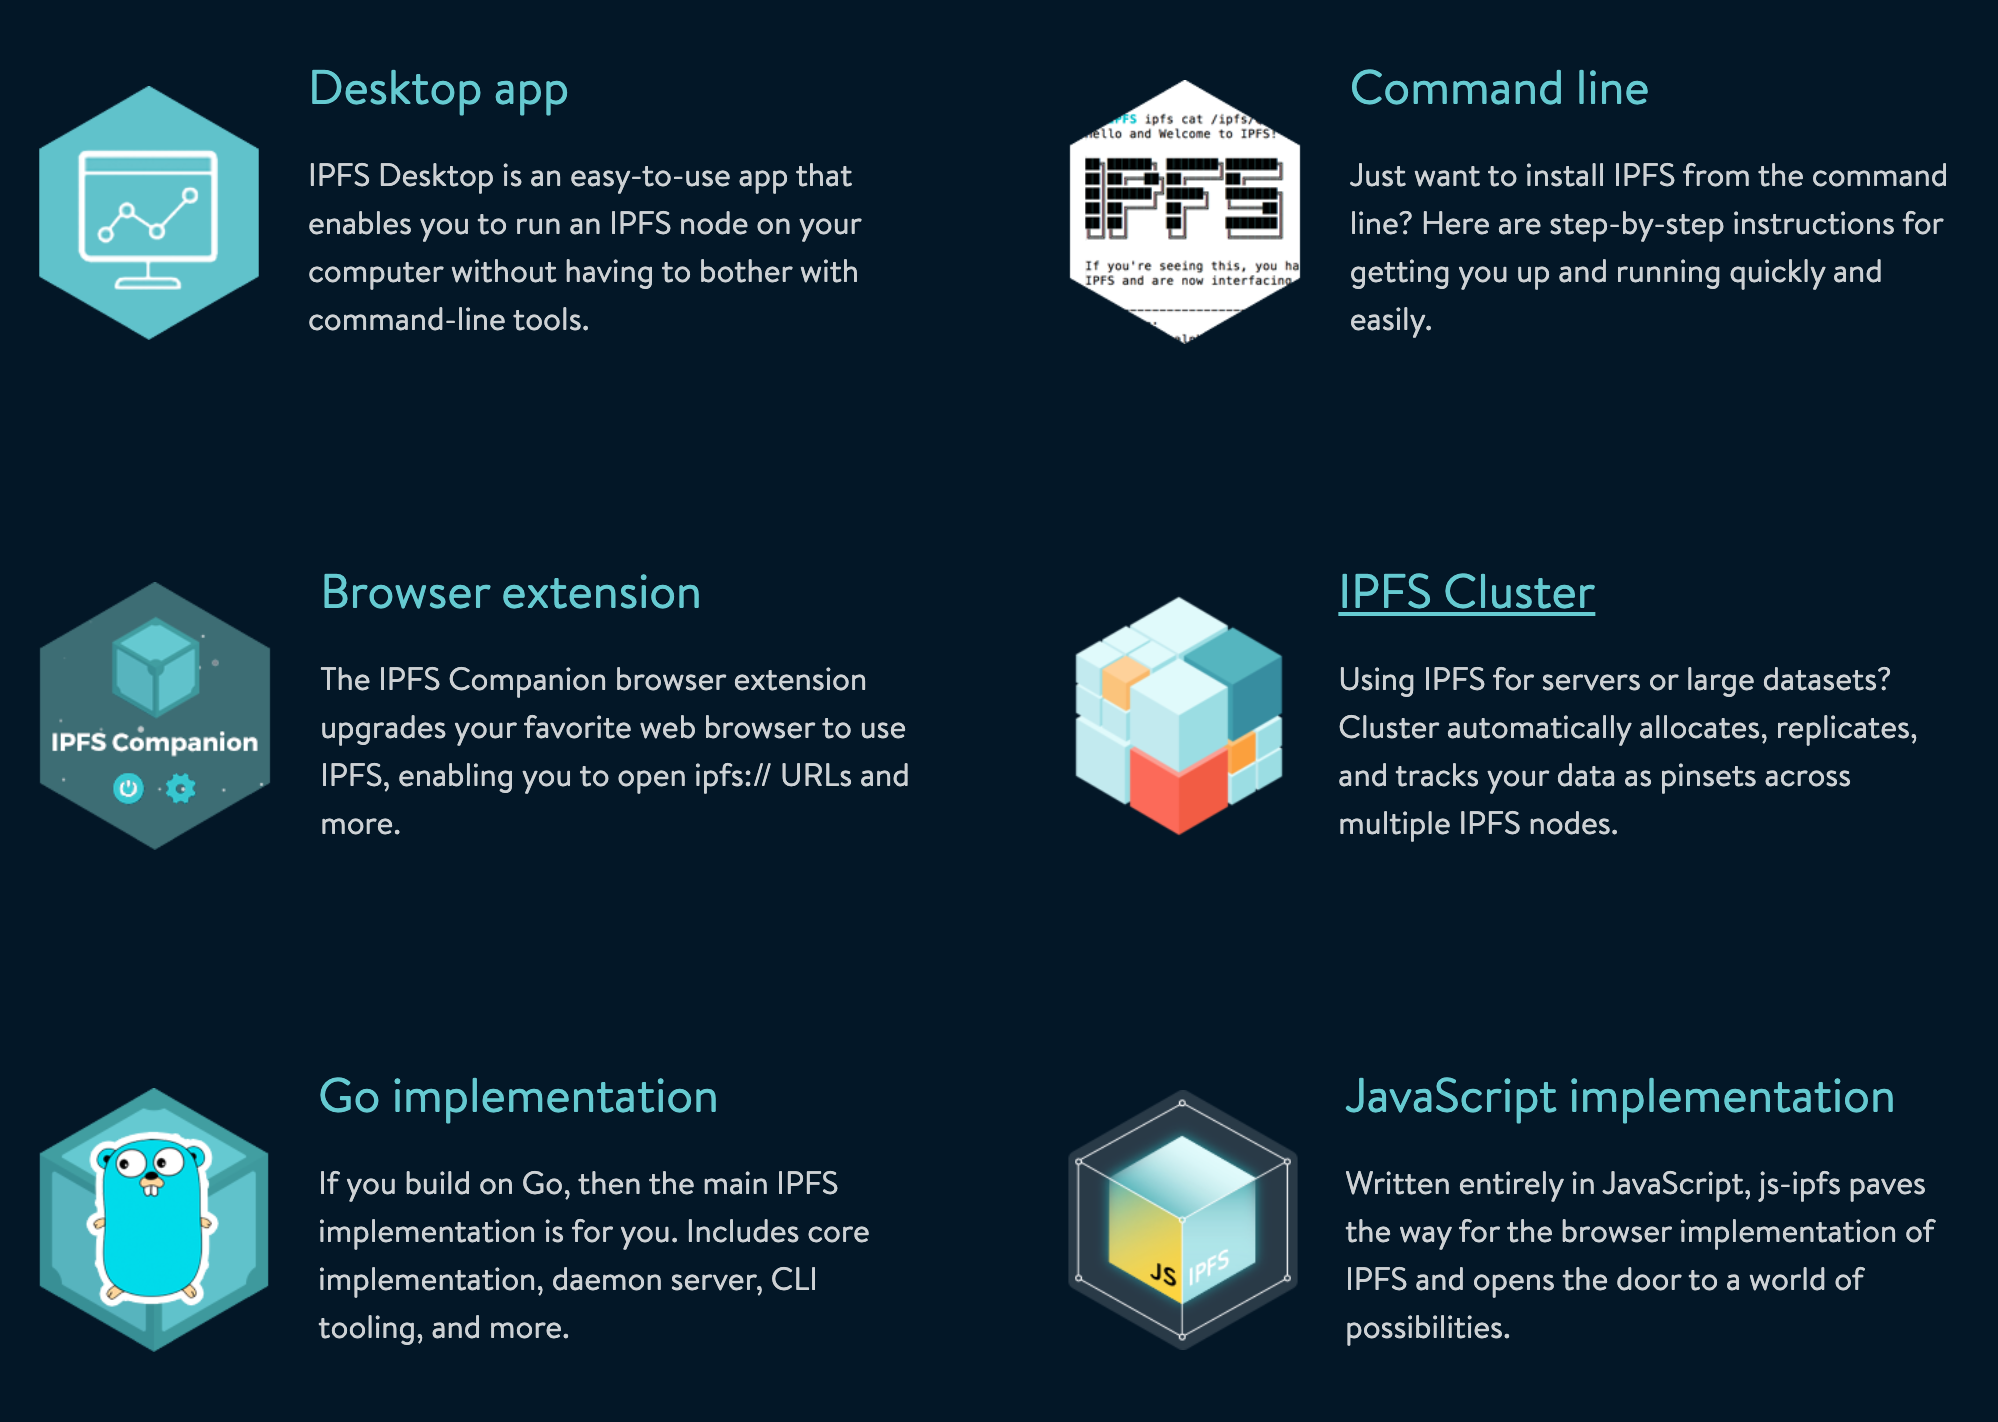 Desktop app
IPFS Desktop is an easy-to-use app that
enables you to run an IPFS node on your
computer without having to bother with
command-line tools.
IPFS ipfs cat /ipfs/
ello and Welcome to IPFS!
IPFS
If you're seeing this, you ha
IPFS and are now interfacing
Command line
Just want to install IPFS from the command
line? Here are step-by-step instructions for
getting you up and running quickly and
easily.
IPFS Companion
Browser extension
The IPFS Companion browser extension
upgrades your favorite web browser to use
IPFS, enabling you to open ipfs:// URLs and
more.
IPFS Cluster
Using IPFS for servers or large datasets?
Cluster automatically allocates, replicates,
and tracks your data as pinsets across
multiple IPFS nodes.
Go implementation
If you build on Go, then the main IPFS
implementation is for you. Includes core
implementation, daemon server, CLI
tooling, and more.
JS IPFS
JavaScript implementation
Written entirely in JavaScript, js-ipfs paves
the way for the browser implementation of
IPFS and opens the door to a world of
possibilities.